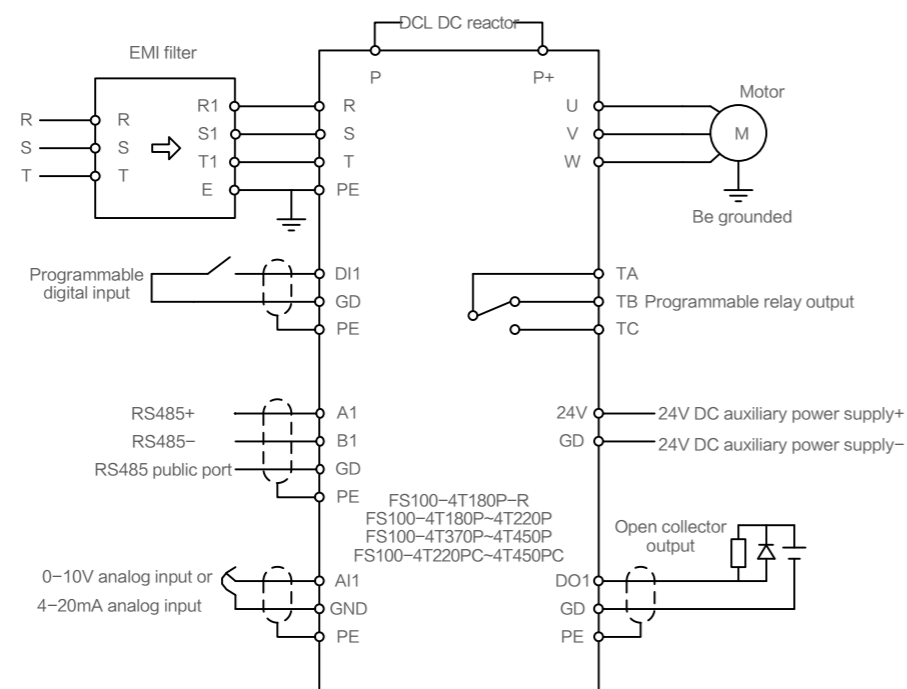 DCL DC reactor
EMI filter
P
P+
Motor
R
R
R1
R
U
S
S
S1
S
V
M
T
T
T1
T
W
E
PE
Be grounded
Programmable
digital input
DI1
TA
GD
TB Programmable relay output
PE
TC
RS485+
A1
24V
24V DC auxiliary power supply+
RS485−
B1
GD
24V DC auxiliary power supply−
RS485 public port
GD
PE
FS100−4T180P−R
FS100−4T180P~4T220P
FS100−4T370P~4T450P
FS100−4T220PC~4T450PC
Open collector
output
0−10V analog input or
4−20mA analog input
AI1
DO1
GND
GD
PE
PE